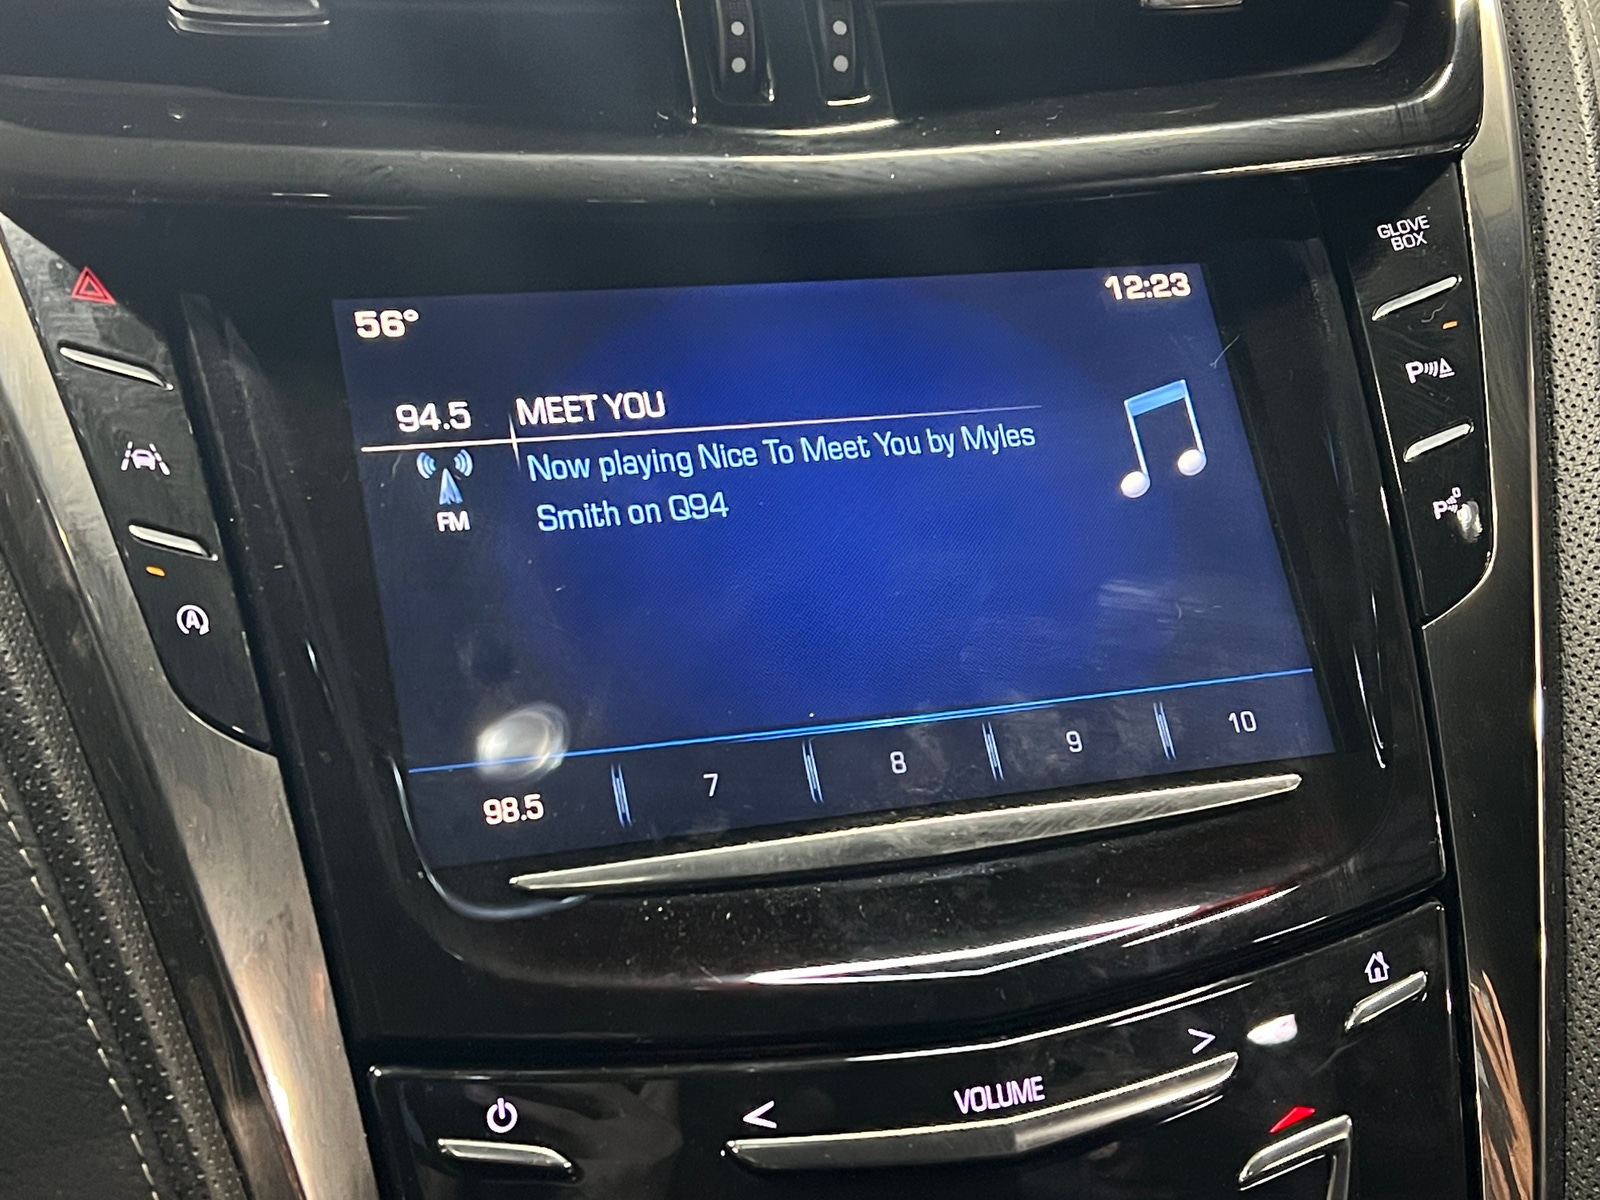 GLOVE
BOX
56°
12:23
94.5
MEET YOU
Now playing Nice To Meet You by Myles
Smith on Q94
FM
P
P
A
98.5
7
8
9
10
< VOLUME >